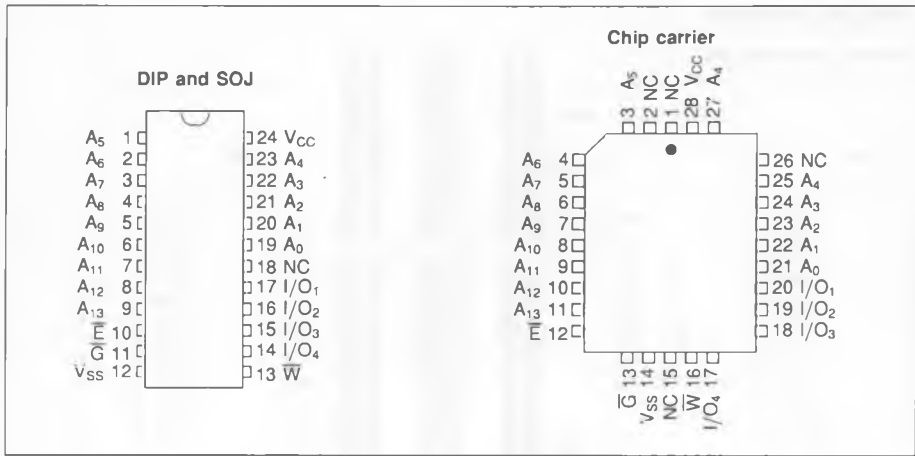 DIP and SOJ
A5 1
A6 2
A7 3
A8 4
A9 5
A10 6
A11 7
A12 8
A13 9
E̅ 10
G̅ 11
VSS 12
24 VCC
23 A4
22 A3
21 A2
20 A1
19 A0
18 NC
17 I/O1
16 I/O2
15 I/O3
14 I/O4
13 W̅
Chip carrier
3 A5
2 NC
1 NC
28 VCC
27 A4
A6 4
A7 5
A8 6
A9 7
A10 8
A11 9
A12 10
A13 11
E̅ 12
26 NC
25 A4
24 A3
23 A2
22 A1
21 A0
20 I/O1
19 I/O2
18 I/O3
G̅ 13
VSS 14
NC 15
W̅ 16
I/O4 17